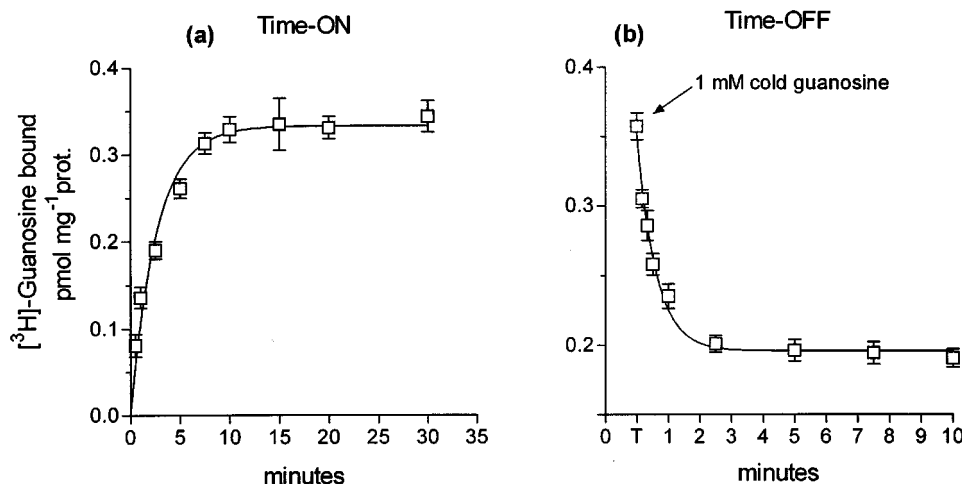 (a) Time-ON
0.4
0.3
0.2
0.1
0.0
[³H]-Guanosine bound
pmol mg⁻¹prot.
0 5 10 15 20 25 30 35
minutes
(b) Time-OFF
1 mM cold guanosine
0.4
0.3
0.2
0 T 1 2 3 4 5 6 7 8 9 10
minutes